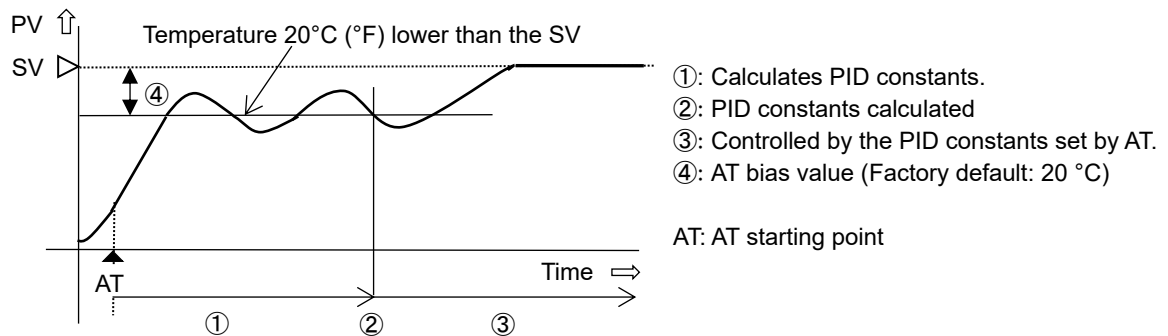 PV
Temperature 20°C (°F) lower than the SV
SV
④
①: Calculates PID constants.
②: PID constants calculated
③: Controlled by the PID constants set by AT.
④: AT bias value (Factory default: 20 °C)
AT: AT starting point
Time
AT
① ② ③